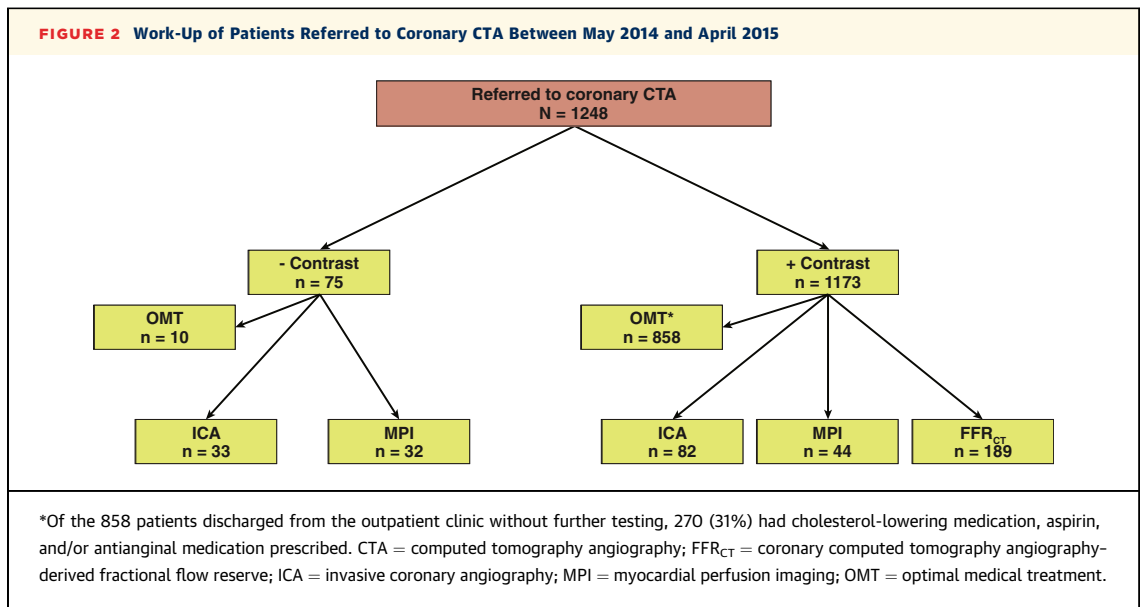 FIGURE 2 Work-Up of Patients Referred to Coronary CTA Between May 2014 and April 2015
Referred to coronary CTA
N = 1248
- Contrast
n = 75
+ Contrast
n = 1173
OMT
n = 10
OMT*
n = 858
ICA
n = 33
MPI
n = 32
ICA
n = 82
MPI
n = 44
FFRCT
n = 189
*Of the 858 patients discharged from the outpatient clinic without further testing, 270 (31%) had cholesterol-lowering medication, aspirin,
and/or antianginal medication prescribed. CTA = computed tomography angiography; FFRCT = coronary computed tomography angiography–
derived fractional flow reserve; ICA = invasive coronary angiography; MPI = myocardial perfusion imaging; OMT = optimal medical treatment.